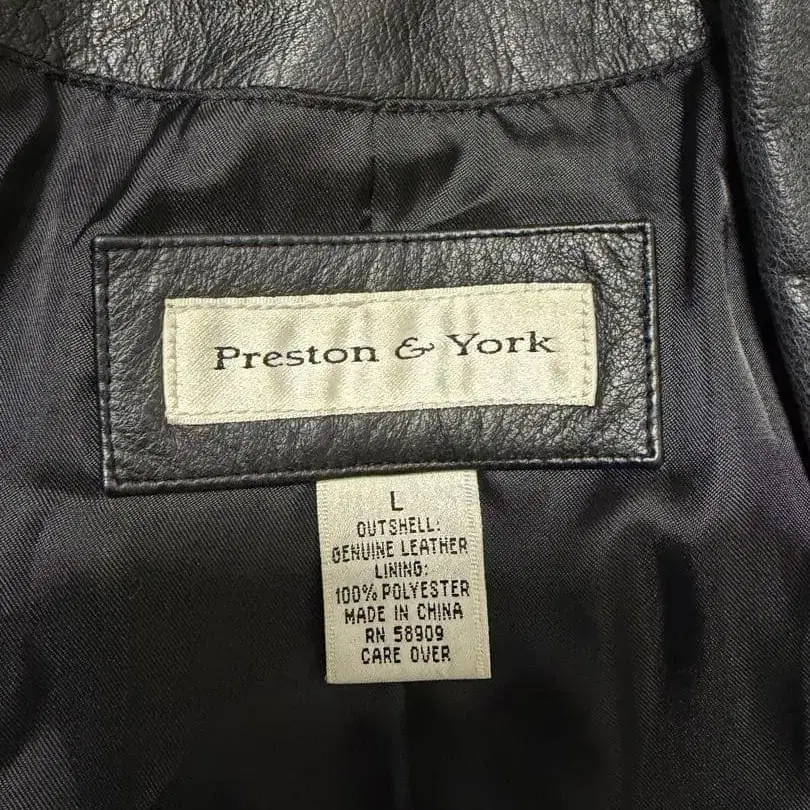 Preston & York
L
OUTSHELL:
GENUINE LEATHER
LINING:
100% POLYESTER
MADE IN CHINA
RN 58909
CARE OVER